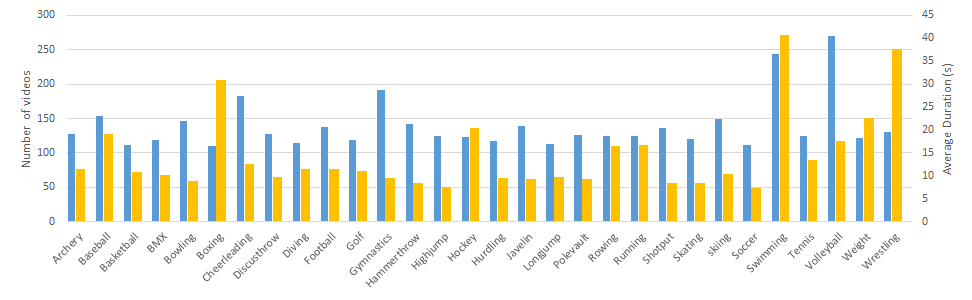 300
250
200
150
100
50
0
Number of videos
45
40
35
30
25
20
15
10
5
0
Average Duration (s)
Archery
Baseball
Basketball
BMX
Bowling
Boxing
Cheerleading
Discusthrow
Diving
Football
Golf
Gymnastics
Hammerthrow
Highjump
Hockey
Hurdling
Javelin
Longjump
Polevault
Rowing
Running
Shotput
Skating
skiing
Soccer
Swimming
Tennis
Volleyball
Weight
Wrestling